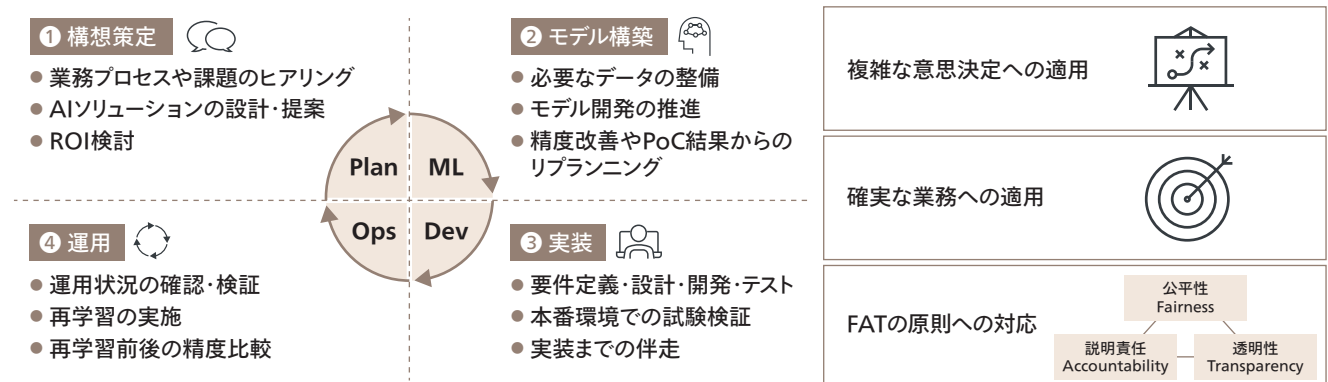 ❶ 構想策定
● 業務プロセスや課題のヒアリング
● AIソリューションの設計・提案
● ROI検討
❷ モデル構築
● 必要なデータの整備
● モデル開発の推進
● 精度改善やPoC結果からの
リプランニング
Plan
ML
Ops
Dev
❹ 運用
● 運用状況の確認・検証
● 再学習の実施
● 再学習前後の精度比較
❸ 実装
● 要件定義・設計・開発・テスト
● 本番環境での試験検証
● 実装までの伴走
複雑な意思決定への適用
確実な業務への適用
FATの原則への対応
公平性
Fairness
説明責任
Accountability
透明性
Transparency